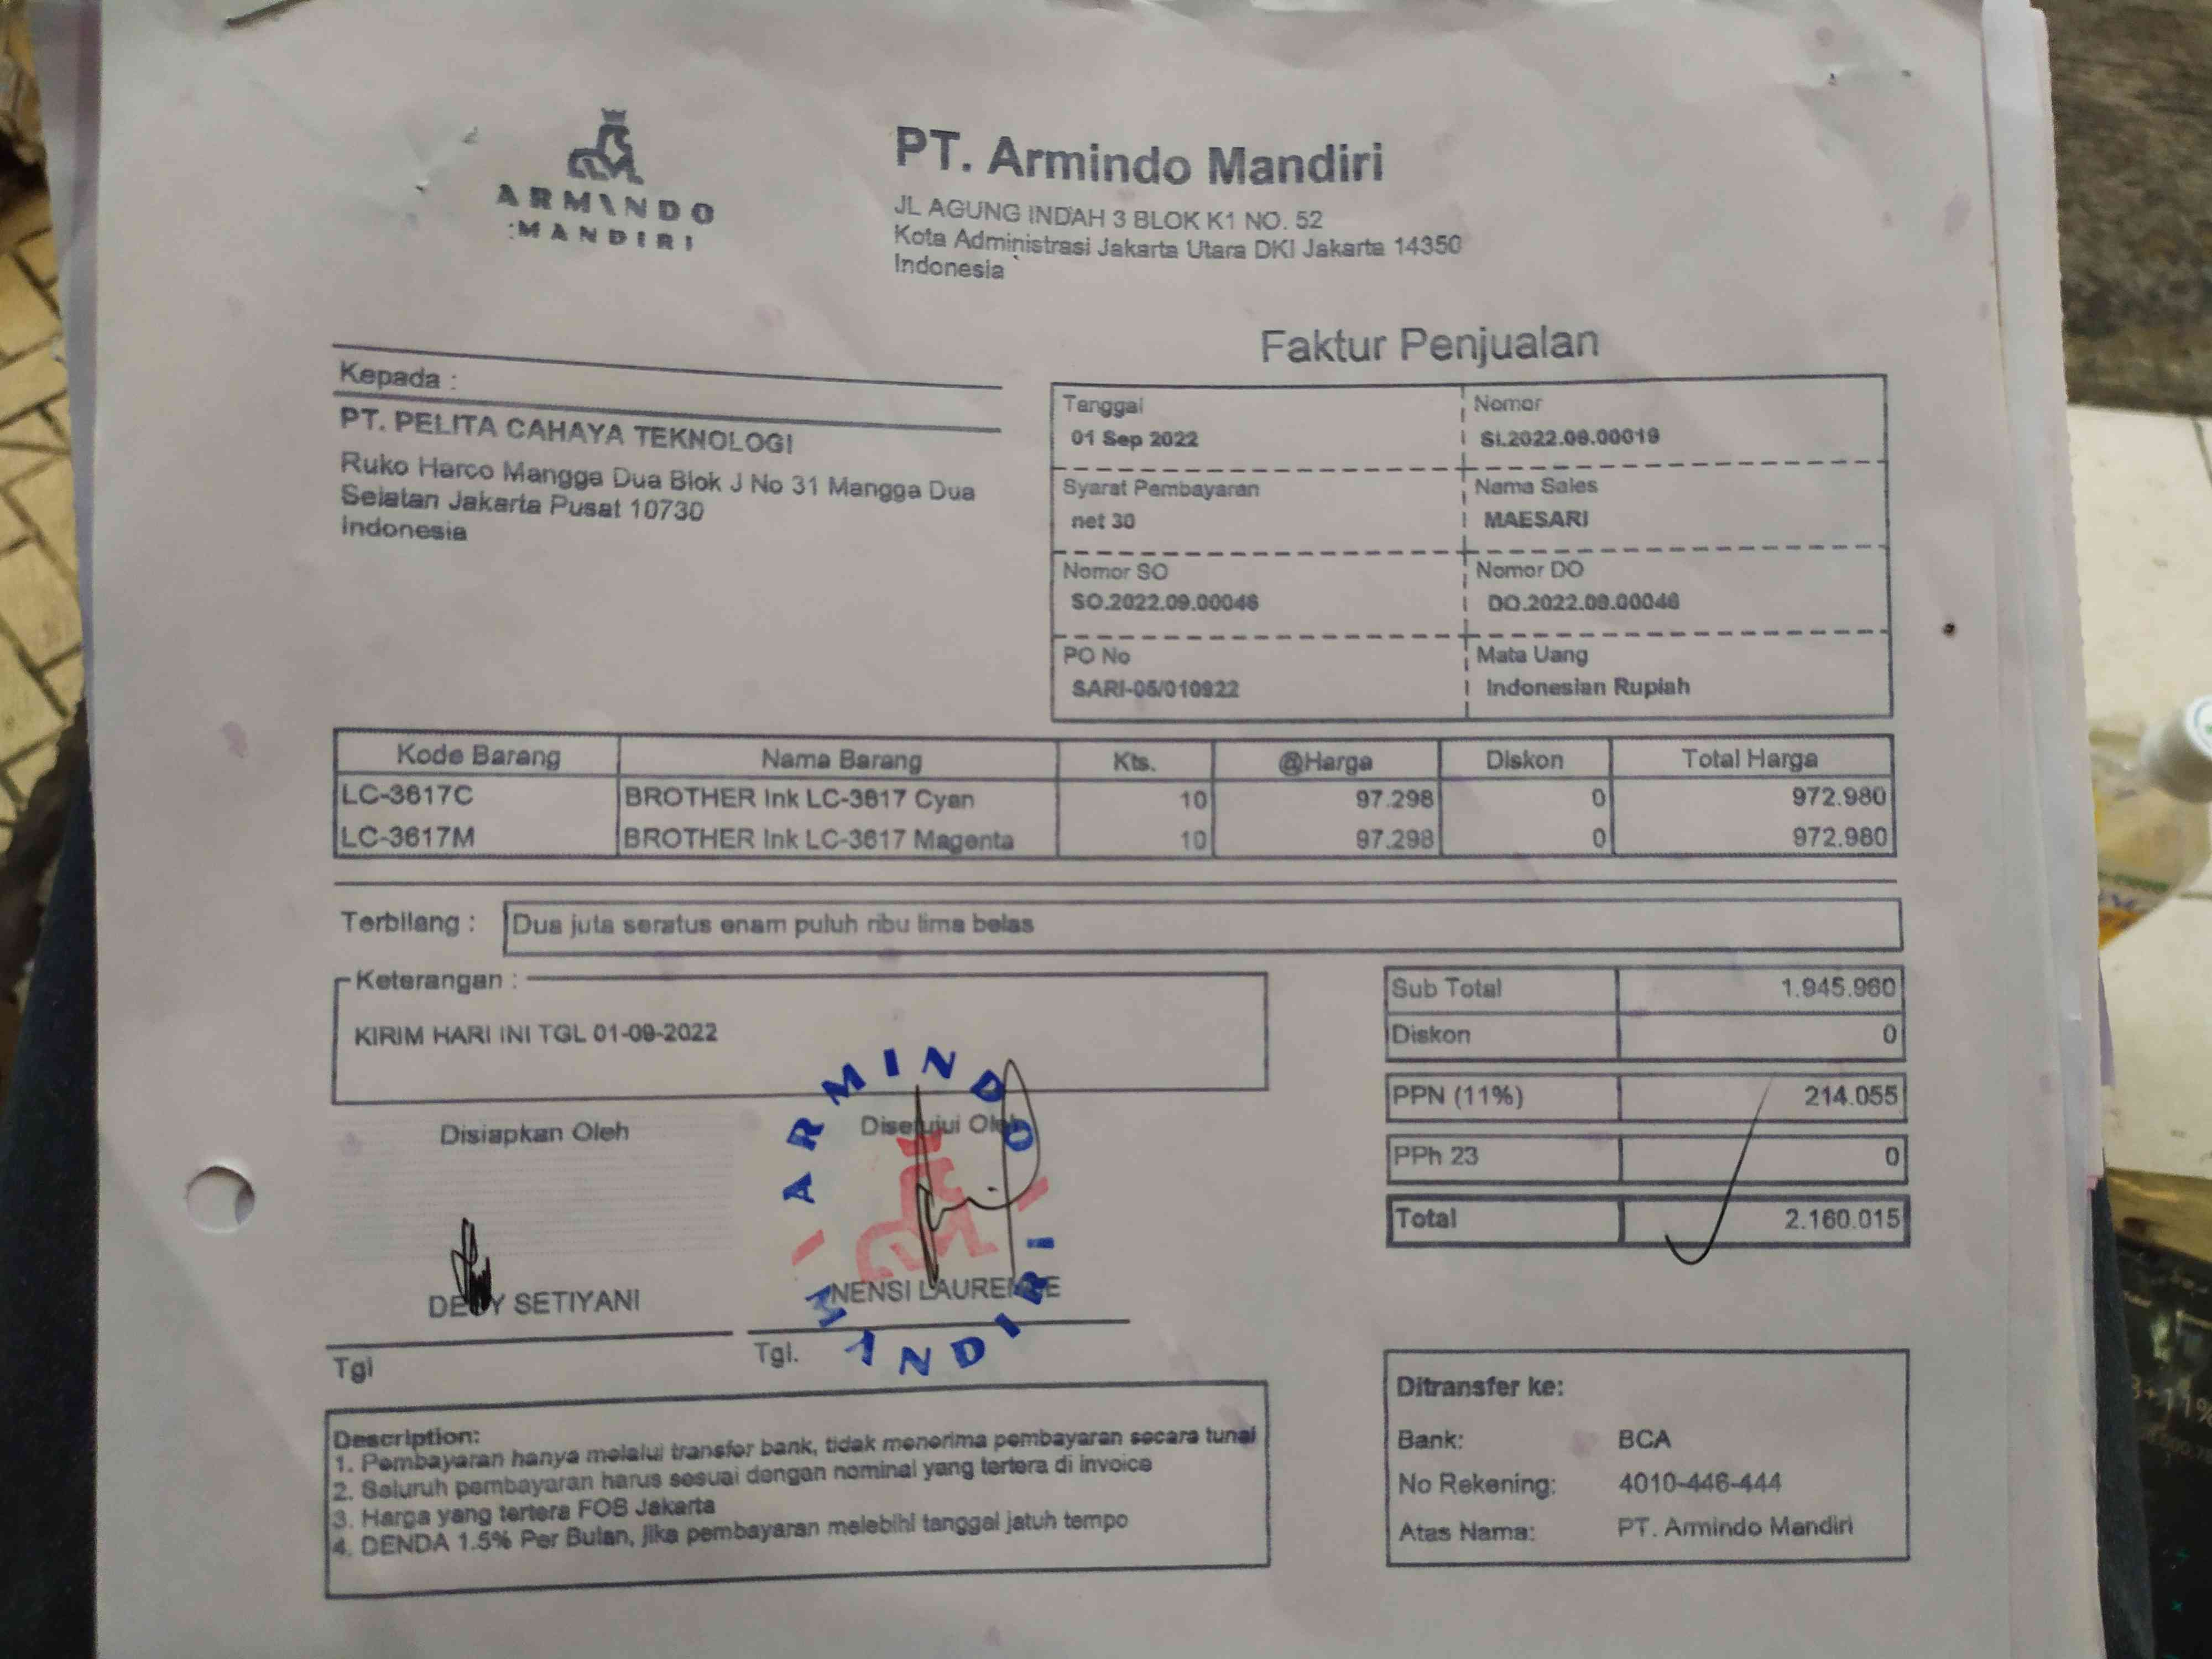 ARMINDO
MANDIRI
PT. Armindo Mandiri
JL AGUNG INDAH 3 BLOK K1 NO. 52
Kota Administrasi Jakarta Utara DKI Jakarta 14350
Indonesia
Faktur Penjualan
Kepada :
PT. PELITA CAHAYA TEKNOLOGI
Ruko Harco Mangga Dua Blok J No 31 Mangga Dua
Selatan Jakarta Pusat 10730
Indonesia
Tanggal Nomor
01 Sep 2022 SI.2022.09.00019
Syarat Pembayaran Nama Sales
net 30 MAESARI
Nomor SO Nomor DO
SO.2022.09.00046 DO.2022.09.00046
PO No Mata Uang
SARI-05/010922 Indonesian Rupiah
Kode Barang Nama Barang Kts. @Harga Diskon Total Harga
LC-3617C BROTHER Ink LC-3617 Cyan 10 97.298 0 972.980
LC-3617M BROTHER Ink LC-3617 Magenta 10 97.298 0 972.980
Terbilang : Dua juta seratus enam puluh ribu lima belas
Keterangan :
KIRIM HARI INI TGL 01-09-2022
Sub Total 1.945.960
Diskon 0
PPN (11%) 214.055
PPh 23 0
Total 2.160.015
Disiapkan Oleh Disetujui Oleh
ARMINDO
MANDIRI
SETIYANI NENSI
Tgl Tgl.
Description:
1. Pembayaran hanya melalui transfer bank, tidak menerima pembayaran secara tunai
2. Seluruh pembayaran harus sesuai dengan nominal yang tertera di invoice
3. Harga yang tertera FOB Jakarta
4. DENDA 1.5% Per Bulan, jika pembayaran melebihi tanggal jatuh tempo
Ditransfer ke:
Bank: BCA
No Rekening: 4010-446-444
Atas Nama: PT. Armindo Mandiri